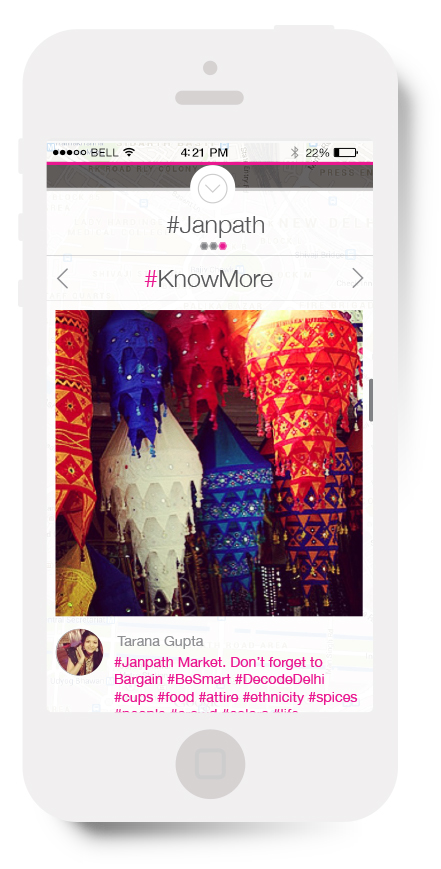 BELL 4:21 PM 22%
#Janpath
#KnowMore
Tarana Gupta
#Janpath Market. Don't forget to
Bargain #BeSmart #DecodeDelhi
#cups #food #attire #ethnicity #spices